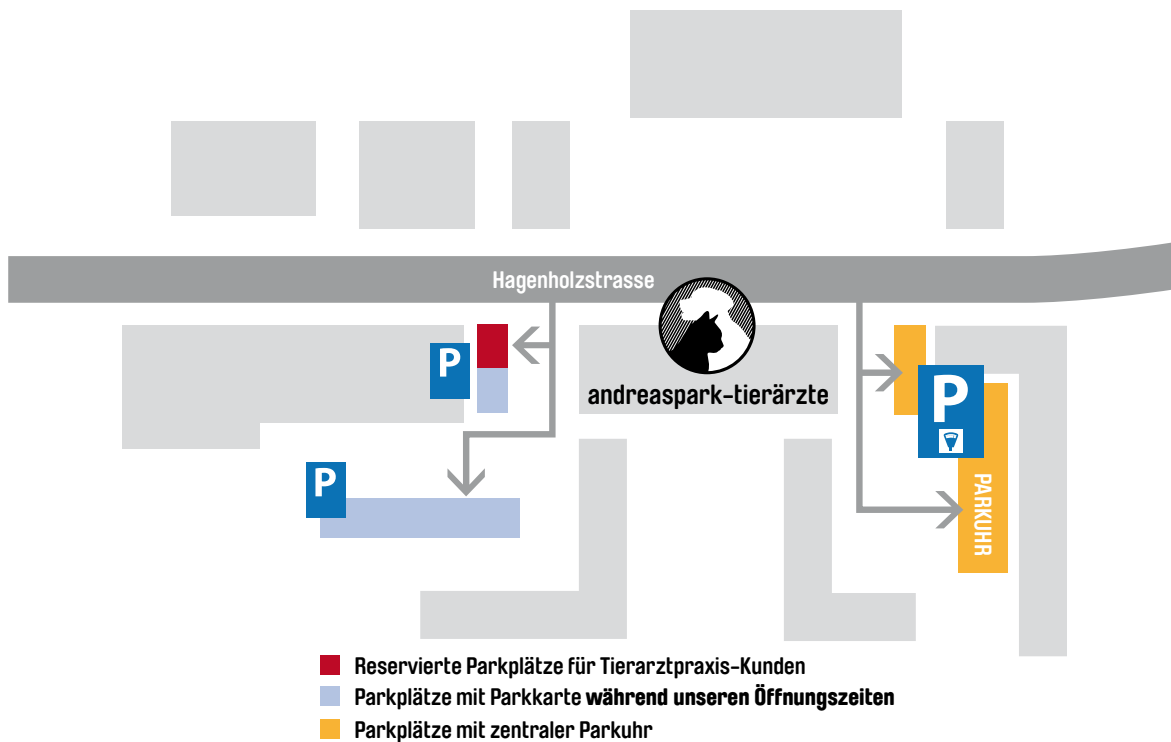 Hagenholzstrasse
P
andreaspark-tierärzte
P
P
PARKUHR
Reservierte Parkplätze für Tierarztpraxis-Kunden
Parkplätze mit Parkkarte während unseren Öffnungszeiten
Parkplätze mit zentraler Parkuhr